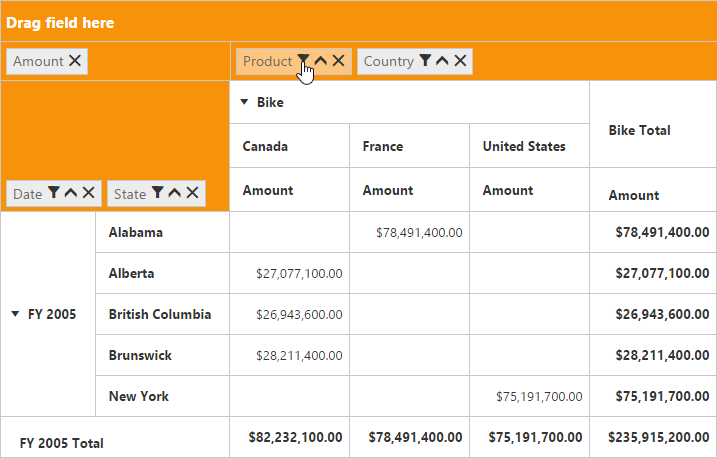 Drag field here
Amount Product Country
Bike Bike Total
Canada France United States
Date State Amount Amount Amount Amount
Alabama $78,491,400.00 $78,491,400.00
Alberta $27,077,100.00 $27,077,100.00
FY 2005 British Columbia $26,943,600.00 $26,943,600.00
Brunswick $28,211,400.00 $28,211,400.00
New York $75,191,700.00 $75,191,700.00
FY 2005 Total $82,232,100.00 $78,491,400.00 $75,191,700.00 $235,915,200.00